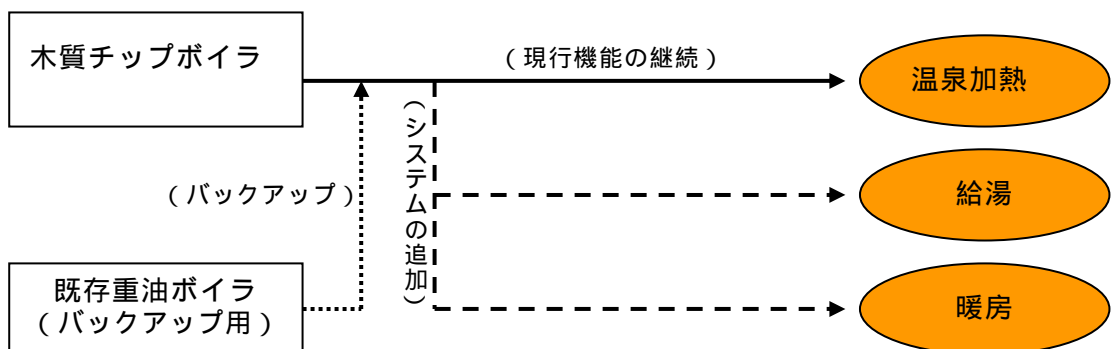 木質チップボイラ
（現行機能の継続）
温泉加熱
（システムの追加）
（バックアップ）
給湯
既存重油ボイラ
（バックアップ用）
暖房